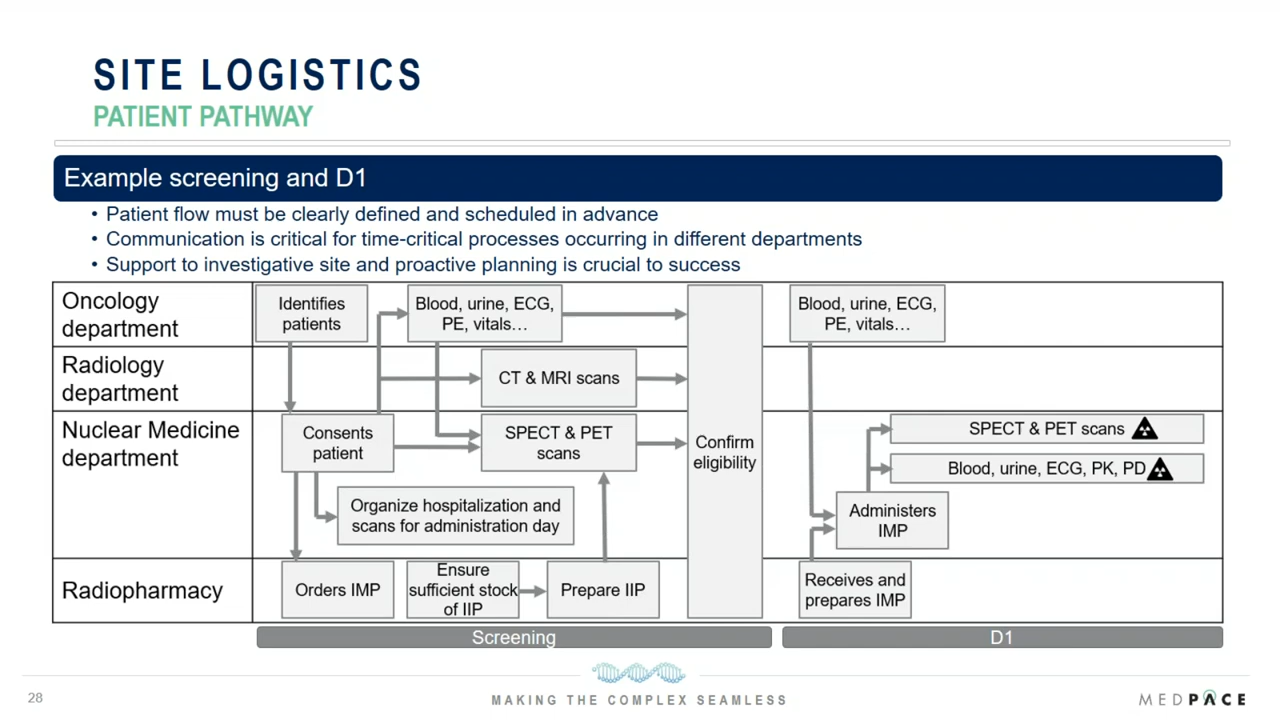 SITE LOGISTICS
PATIENT PATHWAY
Example screening and D1
• Patient flow must be clearly defined and scheduled in advance
• Communication is critical for time-critical processes occurring in different departments
• Support to investigative site and proactive planning is crucial to success
Oncology
department
Identifies
patients
Blood, urine, ECG,
PE, vitals…
Blood, urine, ECG,
PE, vitals…
Radiology
department
CT & MRI scans
Nuclear Medicine
department
Consents
patient
SPECT & PET
scans
Confirm
eligibility
SPECT & PET scans
Blood, urine, ECG, PK, PD
Organize hospitalization and
scans for administration day
Administers
IMP
Radiopharmacy
Orders IMP
Ensure
sufficient stock
of IIP
Prepare IIP
Receives and
prepares IMP
Screening
D1
28
MAKING THE COMPLEX SEAMLESS
MEDPACE